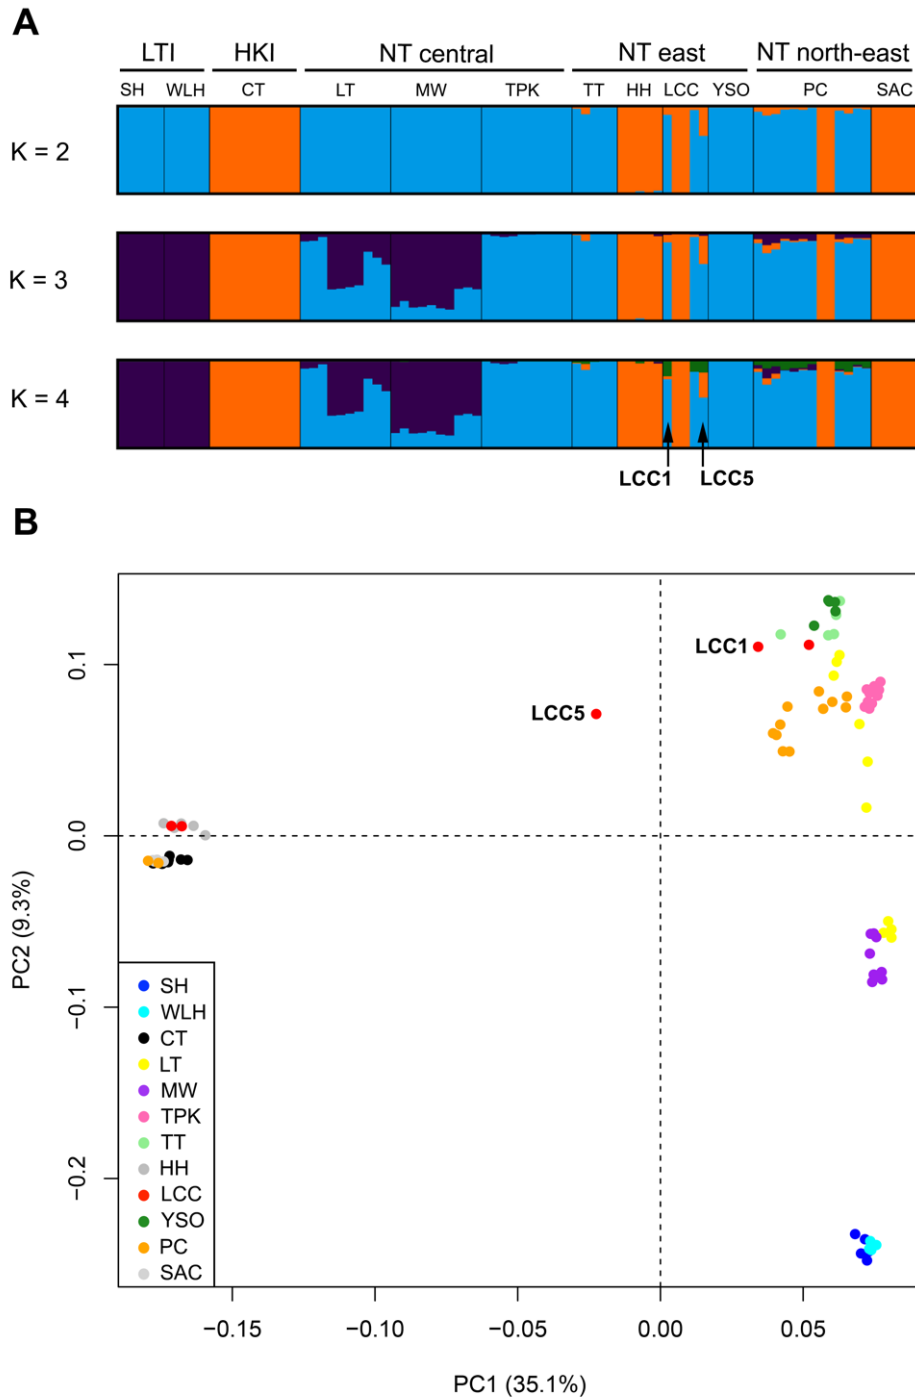 A
LTI HKI NT central NT east NT north-east
SH WLH CT LT MW TPK TT HH LCC YSO PC SAC
K = 2
K = 3
K = 4
LCC1 LCC5
B
LCC1
LCC5
0.1
0.0
−0.1
−0.2
PC2 (9.3%)
SH
WLH
CT
LT
MW
TPK
TT
HH
LCC
YSO
PC
SAC
−0.15 −0.10 −0.05 0.00 0.05
PC1 (35.1%)